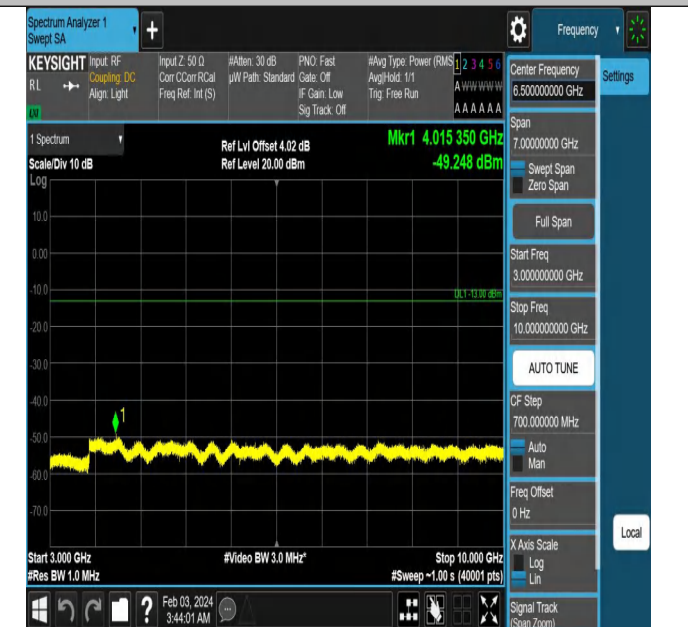 Spectrum Analyzer 1
Swept SA
+
Frequency
KEYSIGHT
RL
Input: RF
Coupling: DC
Align: Light
Input Z: 50 Ω
Corr CCorr RCal
Freq Ref: Int (S)
#Atten: 30 dB
µW Path: Standard
PNO: Fast
Gate: Off
IF Gain: Low
Sig Track: Off
#Avg Type: Power (RMS
Avg|Hold: 1/1
Trig: Free Run
1 2 3 4 5 6
A W W W W W
A A A A A A
Center Frequency
6.500000000 GHz
Settings
1 Spectrum
Scale/Div 10 dB
Log
Ref Lvl Offset 4.02 dB
Ref Level 20.00 dBm
Mkr1 4.015 350 GHz
-49.248 dBm
10.0
0.00
-10.0
-20.0
-30.0
-40.0
-50.0
-60.0
-70.0
DL1 -13.00 dBm
1
Start 3.000 GHz
#Res BW 1.0 MHz
#Video BW 3.0 MHz*
Stop 10.000 GHz
#Sweep ~1.00 s (40001 pts)
Span
7.00000000 GHz
Swept Span
Zero Span
Full Span
Start Freq
3.000000000 GHz
Stop Freq
10.000000000 GHz
AUTO TUNE
CF Step
700.000000 MHz
Auto
Man
Freq Offset
0 Hz
X Axis Scale
Log
Lin
Signal Track
(Span Zoom)
Local
?
Feb 03, 2024
3:44:01 AM